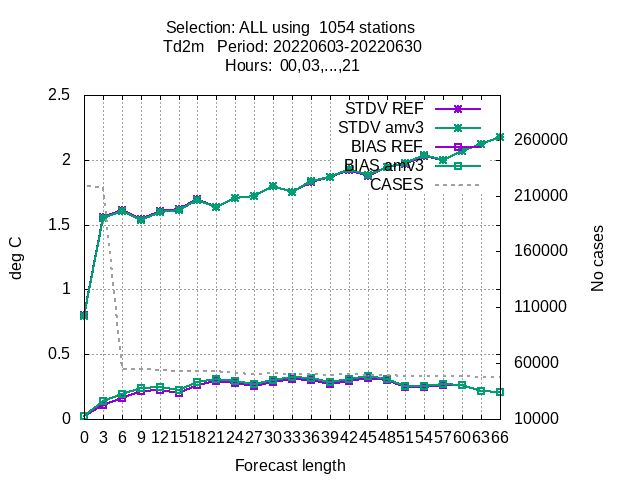 Selection: ALL using  1054 stations
Td2m   Period: 20220603-20220630
Hours:  00,03,...,21
STDV REF
STDV amv3
BIAS REF
BIAS amv3
CASES
2.5
2
1.5
1
0.5
0
deg C
260000
210000
160000
110000
60000
10000
No cases
0 3 6 9 12 15 18 21 24 27 30 33 36 39 42 45 48 51 54 57 60 63 66
Forecast length